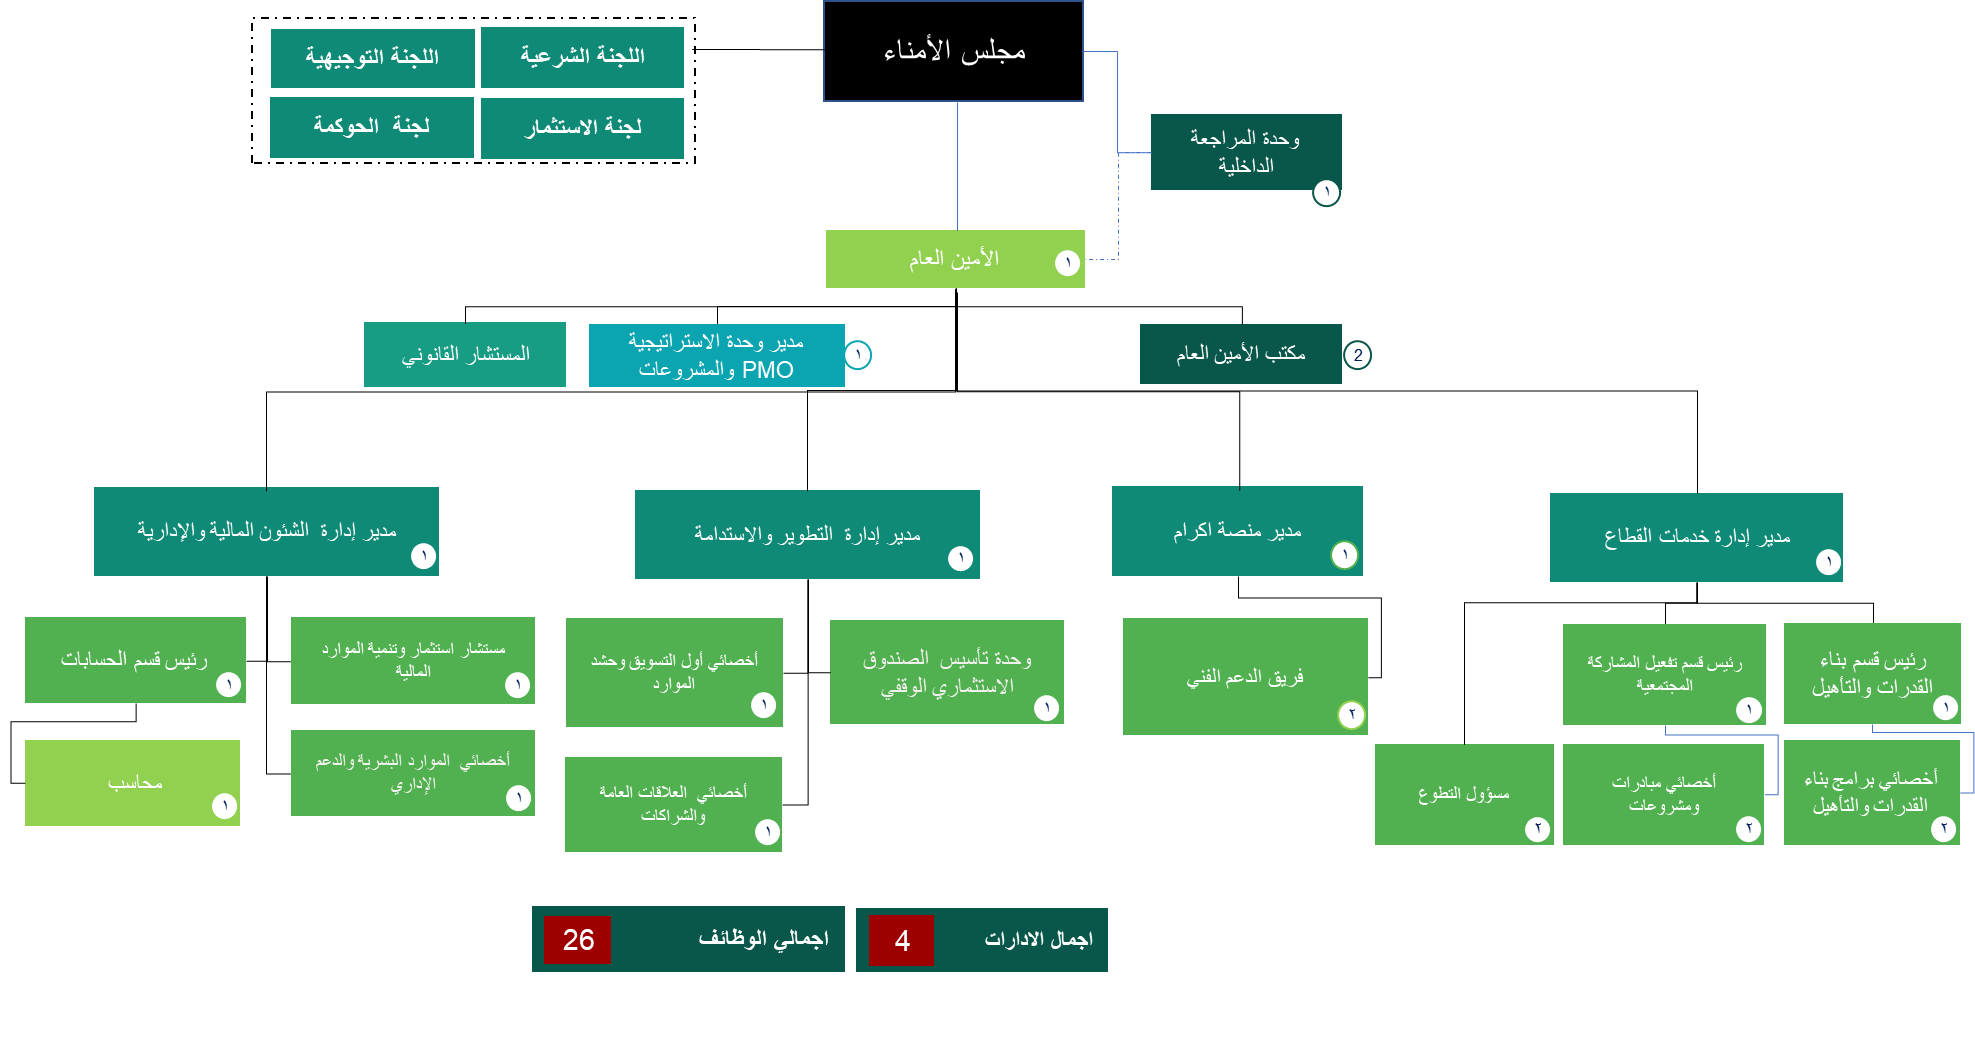 مجلس الأمناء
اللجنة الشرعية
اللجنة التوجيهية
لجنة الاستثمار
لجنة الحوكمة
وحدة المراجعة
الداخلية
١
الأمين العام
١
مكتب الأمين العام
2
مدير وحدة الاستراتيجية
والمشروعات PMO
١
المستشار القانوني
مدير إدارة خدمات القطاع
١
مدير منصة اكرام
١
مدير إدارة التطوير والاستدامة
١
مدير إدارة الشئون المالية والإدارية
١
رئيس قسم بناء
القدرات والتأهيل
١
رئيس قسم تفعيل المشاركة
المجتمعية
١
فريق الدعم الفني
٢
وحدة تأسيس الصندوق
الاستثماري الوقفي
١
أخصائي أول التسويق وحشد
الموارد
١
مستشار استثمار وتنمية الموارد
المالية
١
رئيس قسم الحسابات
١
أخصائي برامج بناء
القدرات والتأهيل
٢
أخصائي مبادرات
ومشروعات
٢
مسؤول التطوع
٢
أخصائي العلاقات العامة
والشراكات
١
أخصائي الموارد البشرية والدعم
الإداري
١
محاسب
١
اجمال الادارات
4
اجمالي الوظائف
26